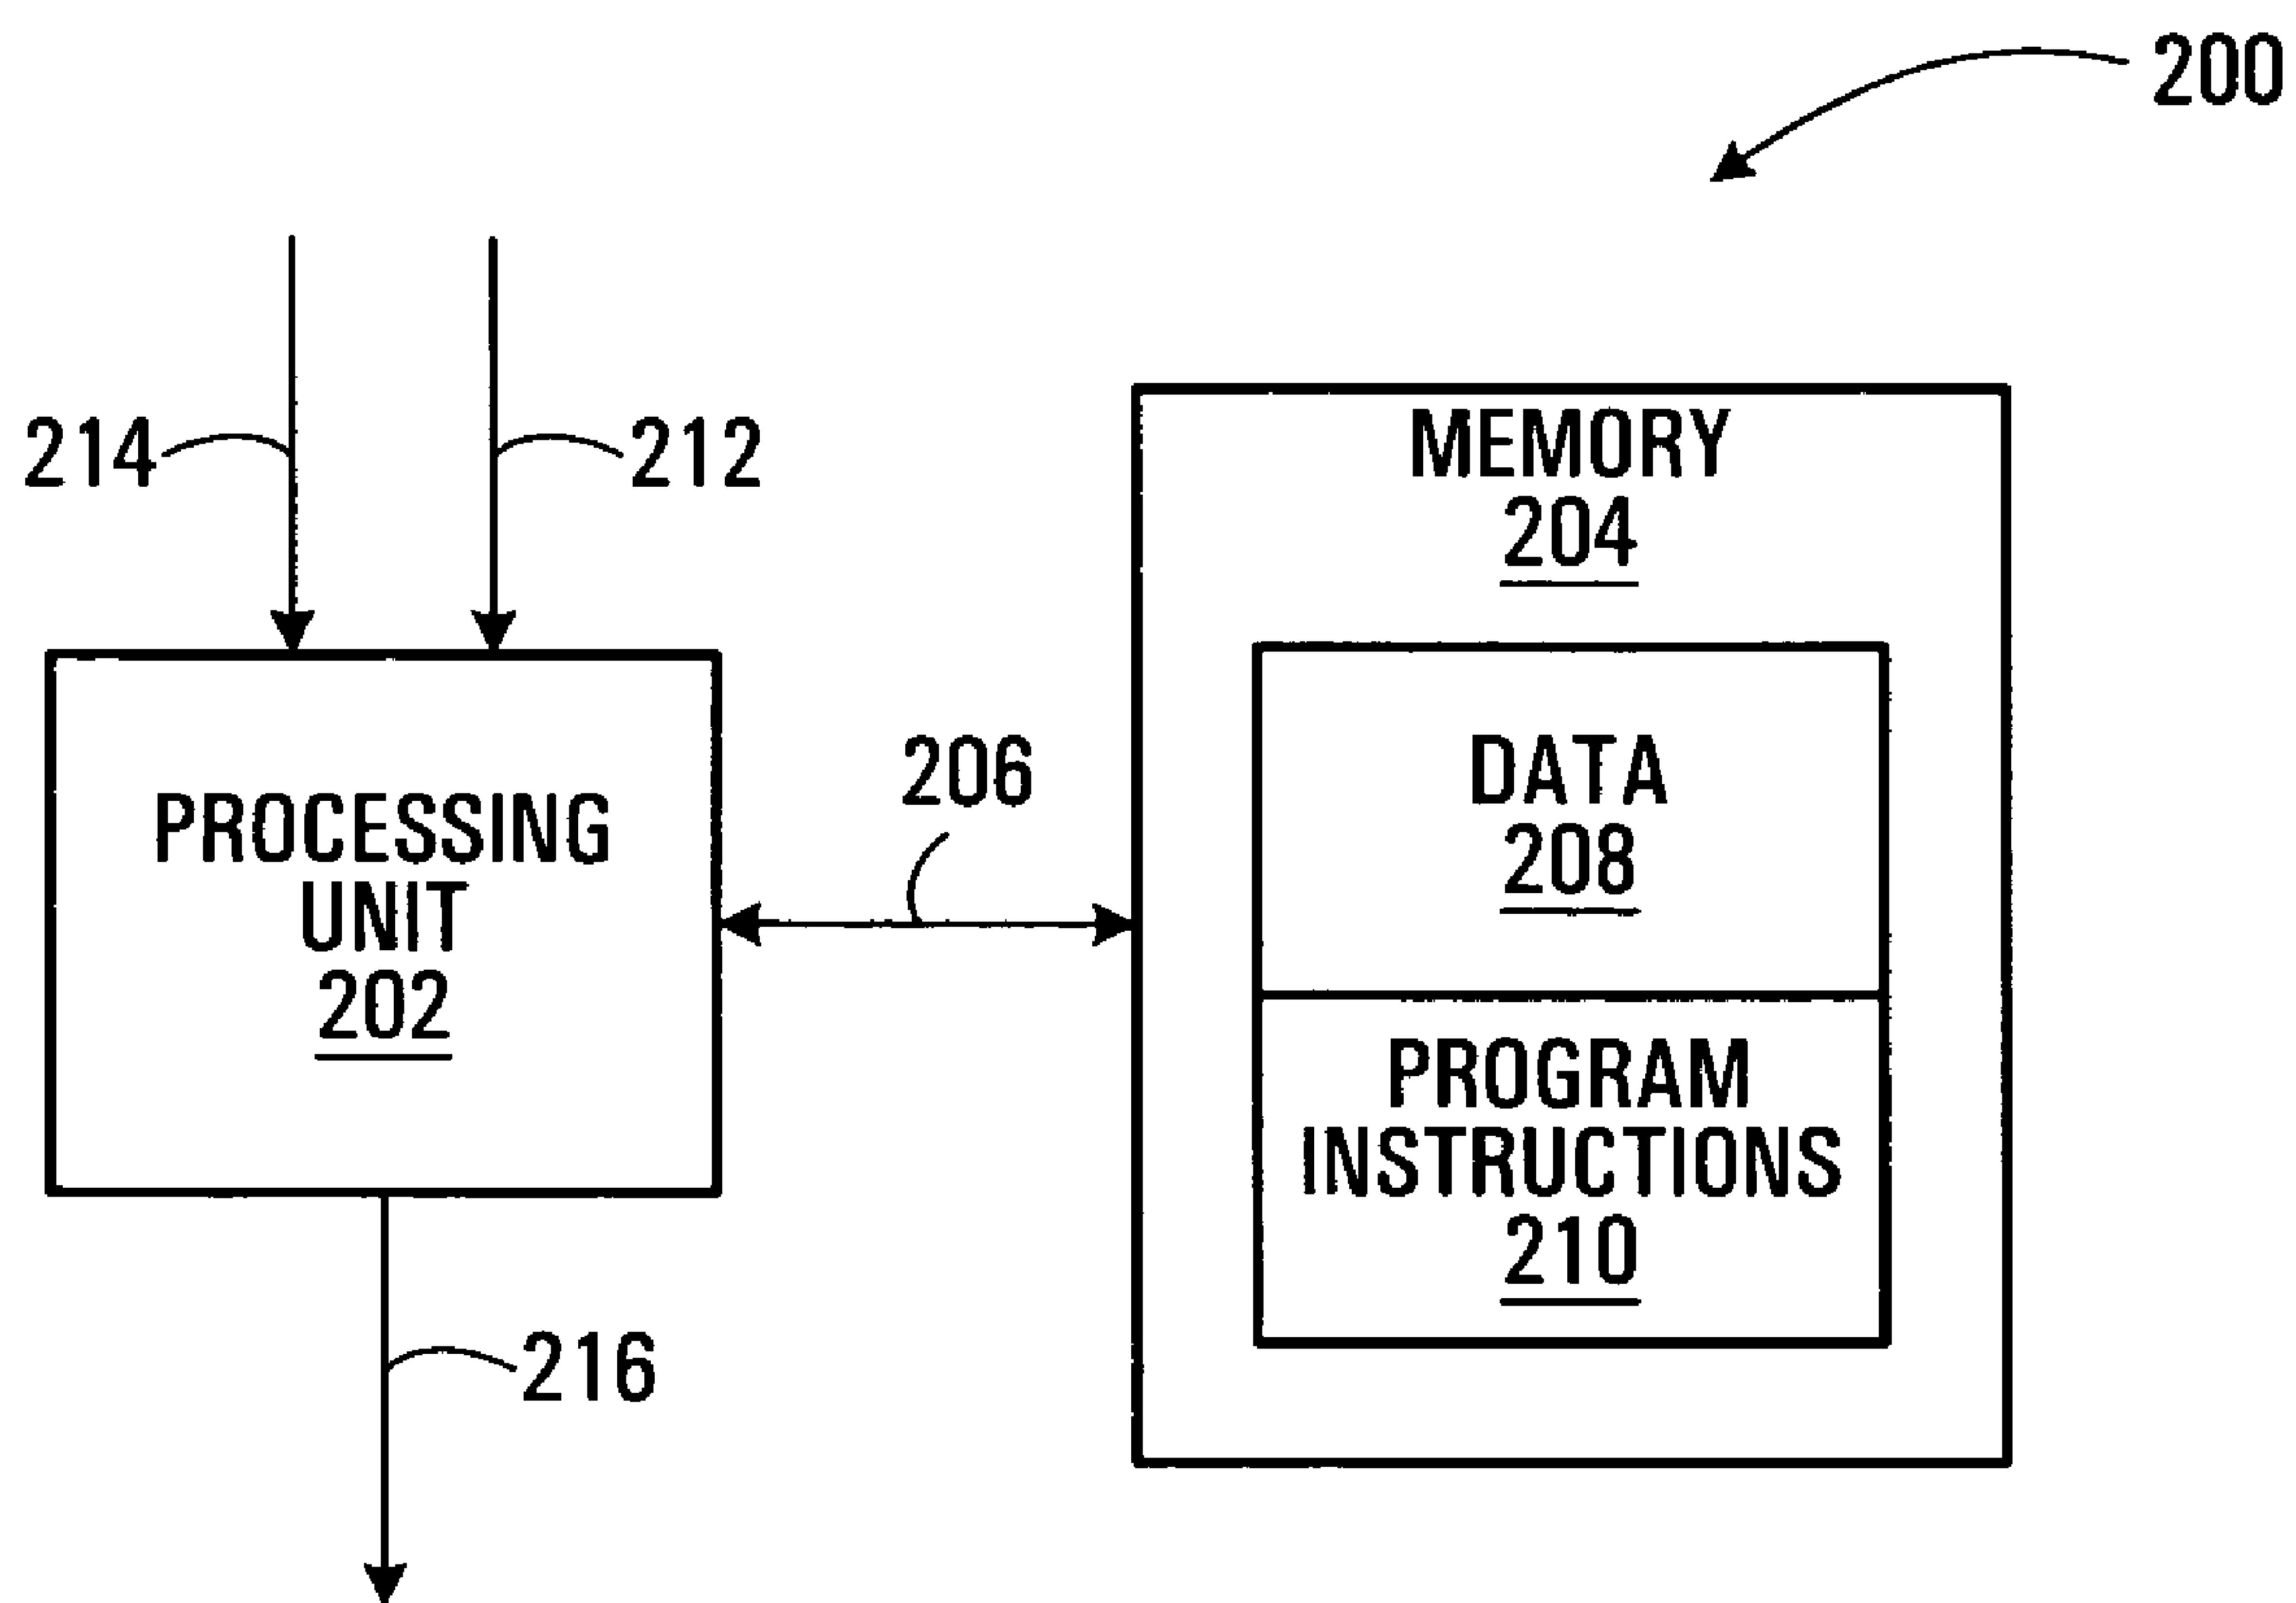 200
214
212
MEMORY
204
206
DATA
208
PROCESSING
UNIT
202
PROGRAM
INSTRUCTIONS
210
216